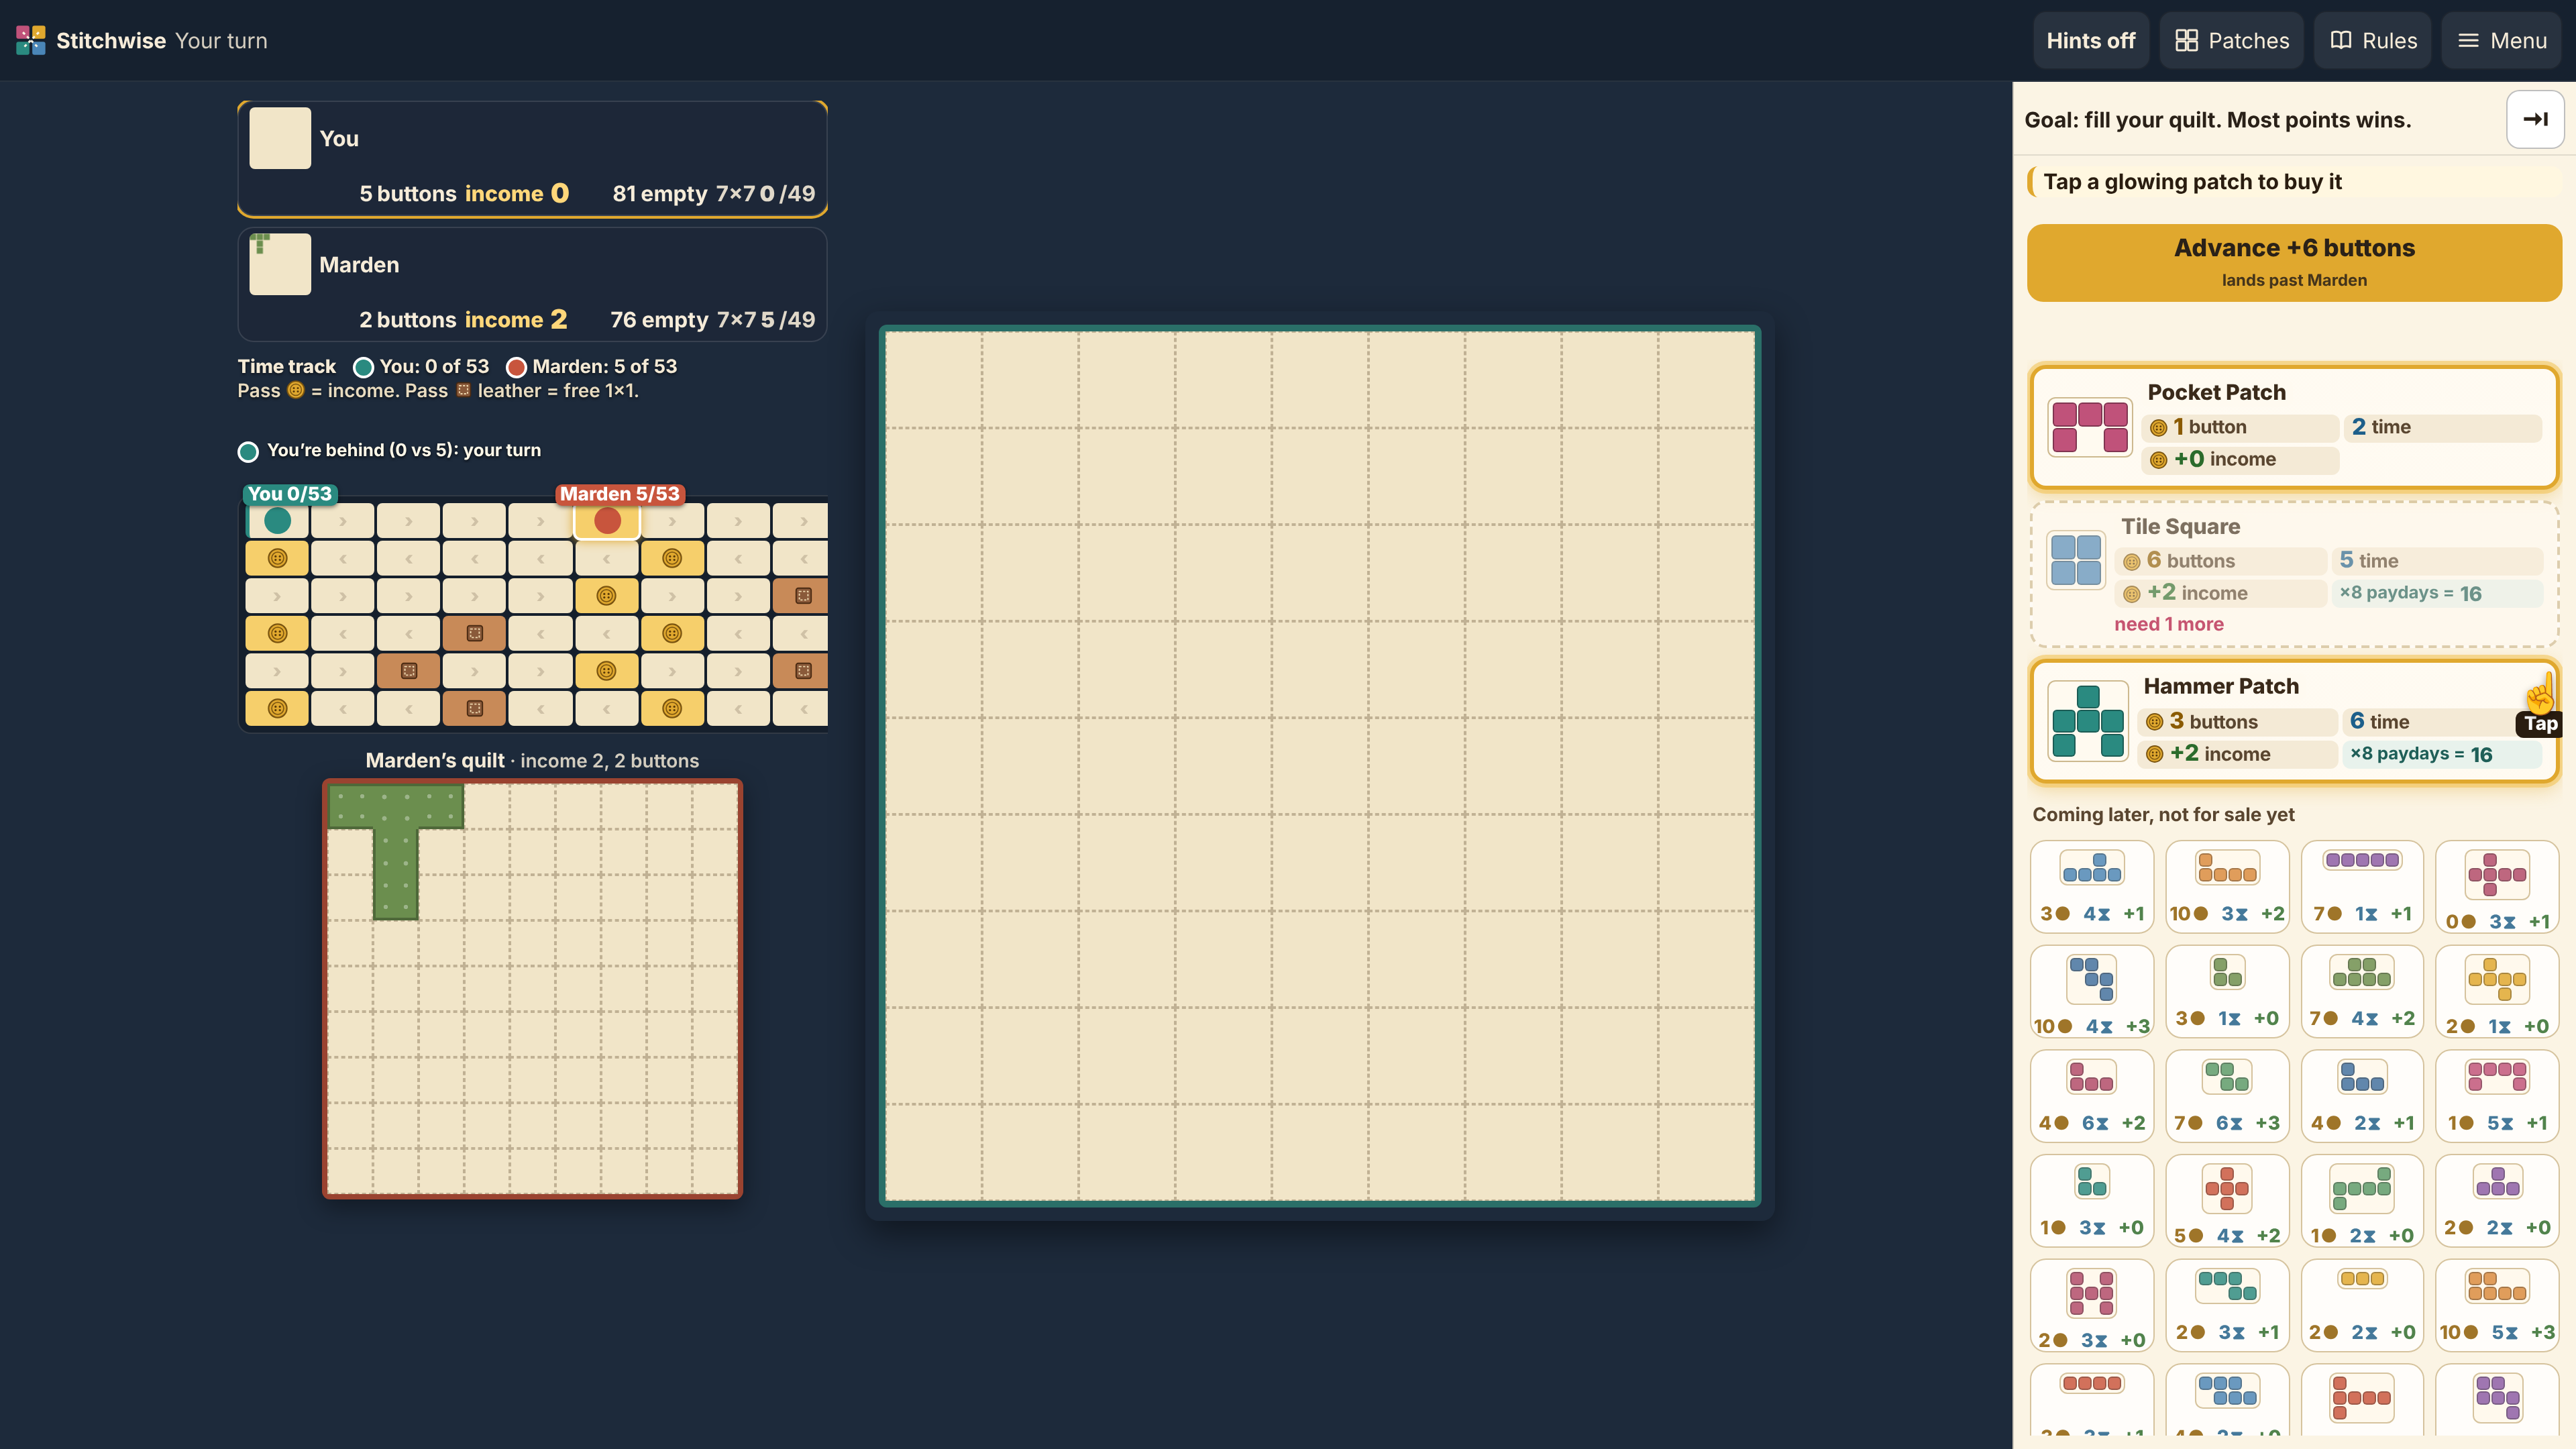 Stitchwise Your turn
Hints off
Patches
Rules
Menu
You
5 buttons income 0 81 empty 7×7 0/49
Marden
2 buttons income 2 76 empty 7×7 5/49
Time track You: 0 of 53 Marden: 5 of 53
Pass = income. Pass leather = free 1×1.
You're behind (0 vs 5): your turn
You 0/53
Marden 5/53
Marden's quilt · income 2, 2 buttons
Goal: fill your quilt. Most points wins.
Tap a glowing patch to buy it
Advance +6 buttons
lands past Marden
Pocket Patch
1 button 2 time
+0 income
Tile Square
6 buttons 5 time
+2 income ×8 paydays = 16
need 1 more
Hammer Patch
3 buttons 6 time
Tap
+2 income ×8 paydays = 16
Coming later, not for sale yet
3 4 +1
10 3 +2
7 1 +1
0 3 +1
10 4 +3
3 1 +0
7 4 +2
2 1 +0
4 6 +2
7 6 +3
4 2 +1
1 5 +1
1 3 +0
5 4 +2
1 2 +0
2 2 +0
2 3 +0
2 3 +1
2 2 +0
10 5 +3